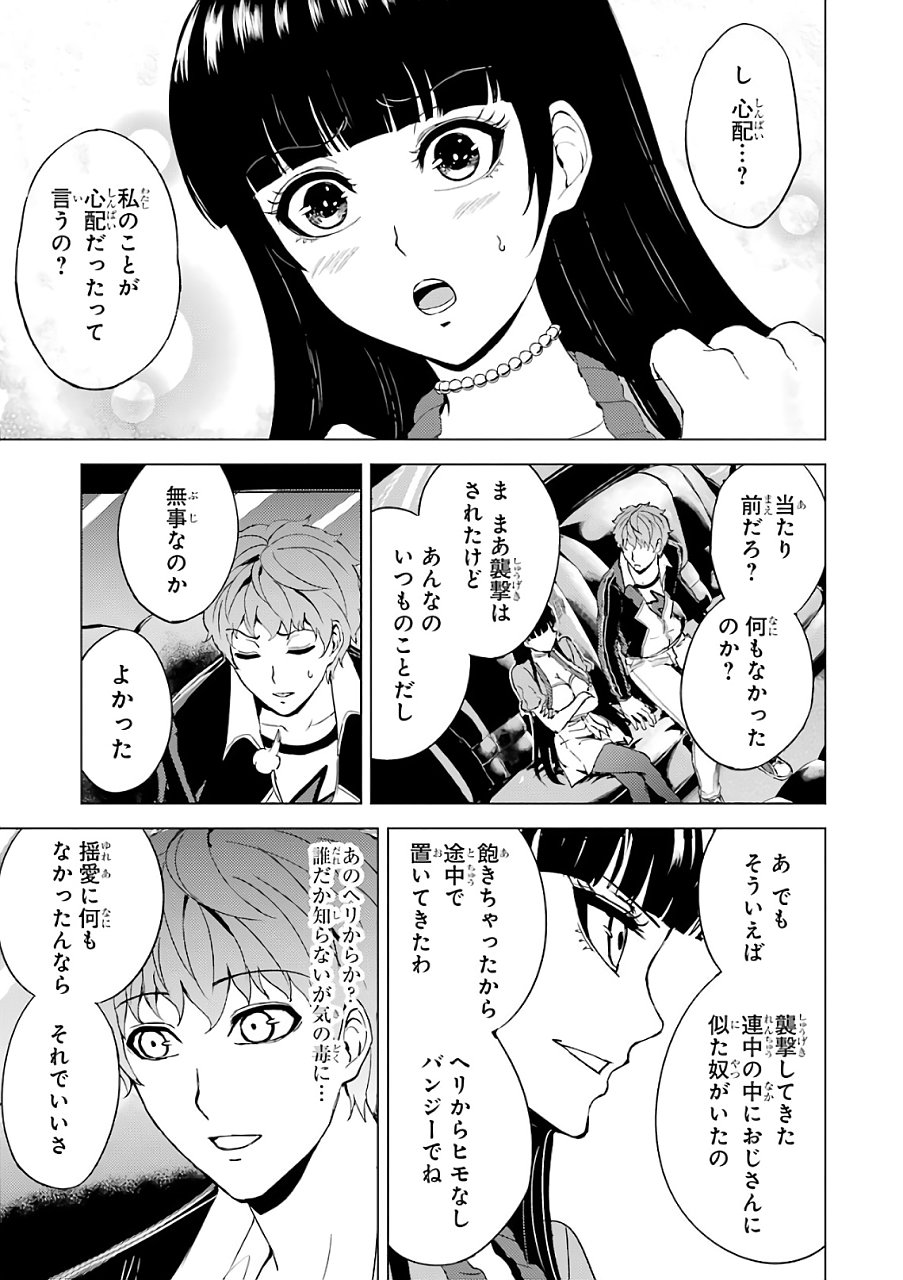 し 心配…?
私のことが
心配だったって
言うの?
当たり
前だろ?
何もなかった
のか?
ま まあ襲撃は
されたけど
あんなの
いつものことだし
無事なのか
よかった
あ でも
そういえば
襲撃してきた
連中の中におじさんに
似た奴がいたの
飽きちゃったから
途中で
置いてきたわ
ヘリからヒモなし
バンジーでね
あのヘリからか?
誰だか知らないが気の毒に…
揺愛に何も
なかったんなら
それでいいさ